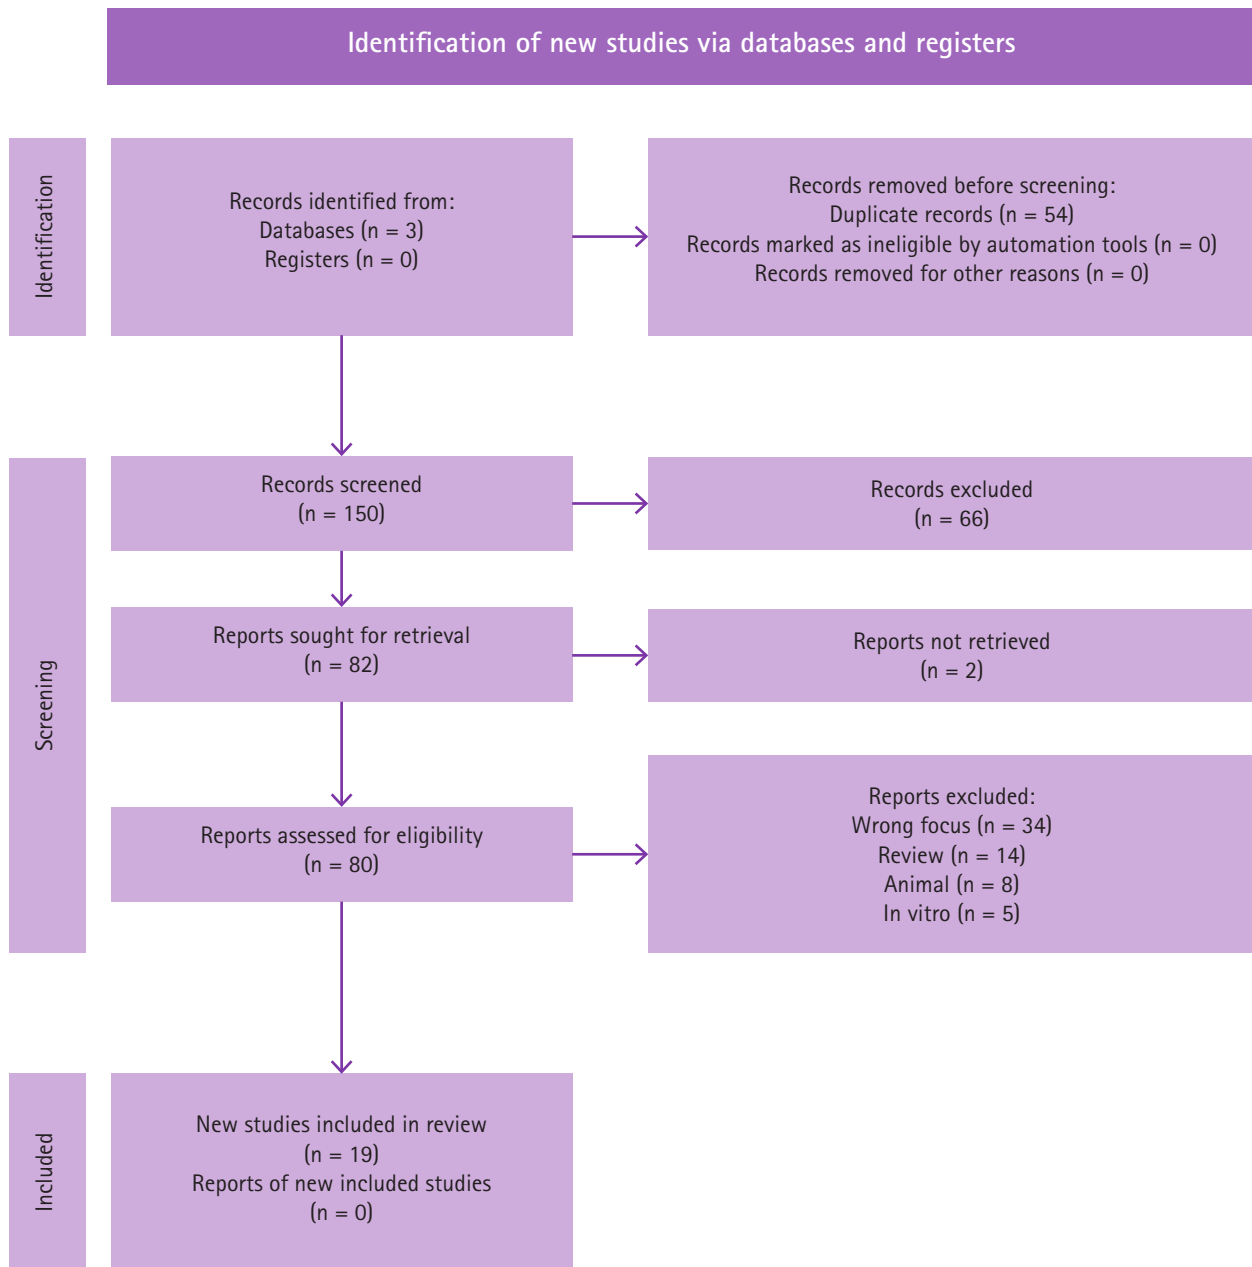 Identification of new studies via databases and registers
Identification
Records identified from:
Databases (n = 3)
Registers (n = 0)
Records removed before screening:
Duplicate records (n = 54)
Records marked as ineligible by automation tools (n = 0)
Records removed for other reasons (n = 0)
Screening
Records screened
(n = 150)
Records excluded
(n = 66)
Reports sought for retrieval
(n = 82)
Reports not retrieved
(n = 2)
Reports assessed for eligibility
(n = 80)
Reports excluded:
Wrong focus (n = 34)
Review (n = 14)
Animal (n = 8)
In vitro (n = 5)
Included
New studies included in review
(n = 19)
Reports of new included studies
(n = 0)